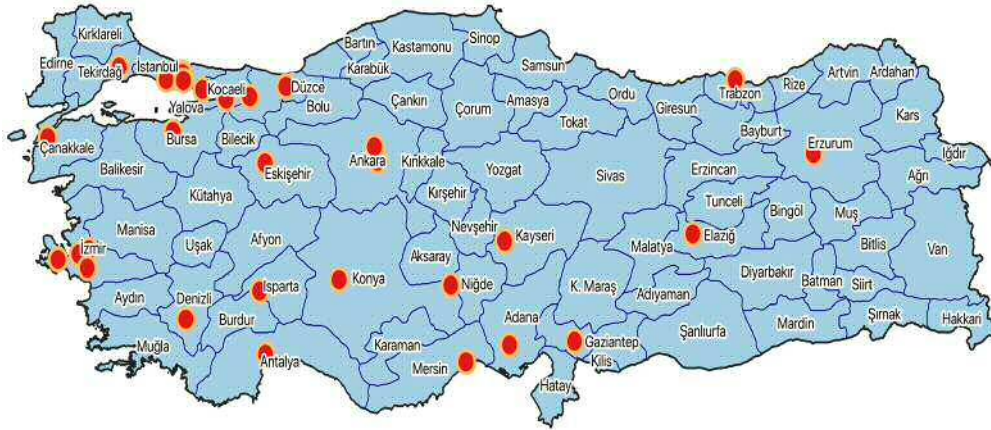 Kırklareli
Edirne
Tekirdağ
İstanbul
Kocaeli
Yalova
Düzce
Bolu
Bartın
Karabük
Kastamonu
Sinop
Samsun
Çankırı
Çorum
Amasya
Ordu
Tokat
Giresun
Trabzon
Rize
Artvin
Ardahan
Kars
Bayburt
Erzurum
Iğdır
Ağrı
Çanakkale
Bursa
Bilecik
Balıkesir
Eskişehir
Kütahya
Ankara
Kırıkkale
Kırşehir
Yozgat
Sivas
Erzincan
Tunceli
Bingöl
Muş
Elazığ
Malatya
Bitlis
Van
Manisa
İzmir
Uşak
Afyon
Nevşehir
Kayseri
Aksaray
Konya
Niğde
Aydın
Denizli
Isparta
Burdur
K. Maraş
Adıyaman
Diyarbakır
Batman
Siirt
Şırnak
Hakkari
Muğla
Antalya
Karaman
Mersin
Adana
Gaziantep
Kilis
Hatay
Şanlıurfa
Mardin